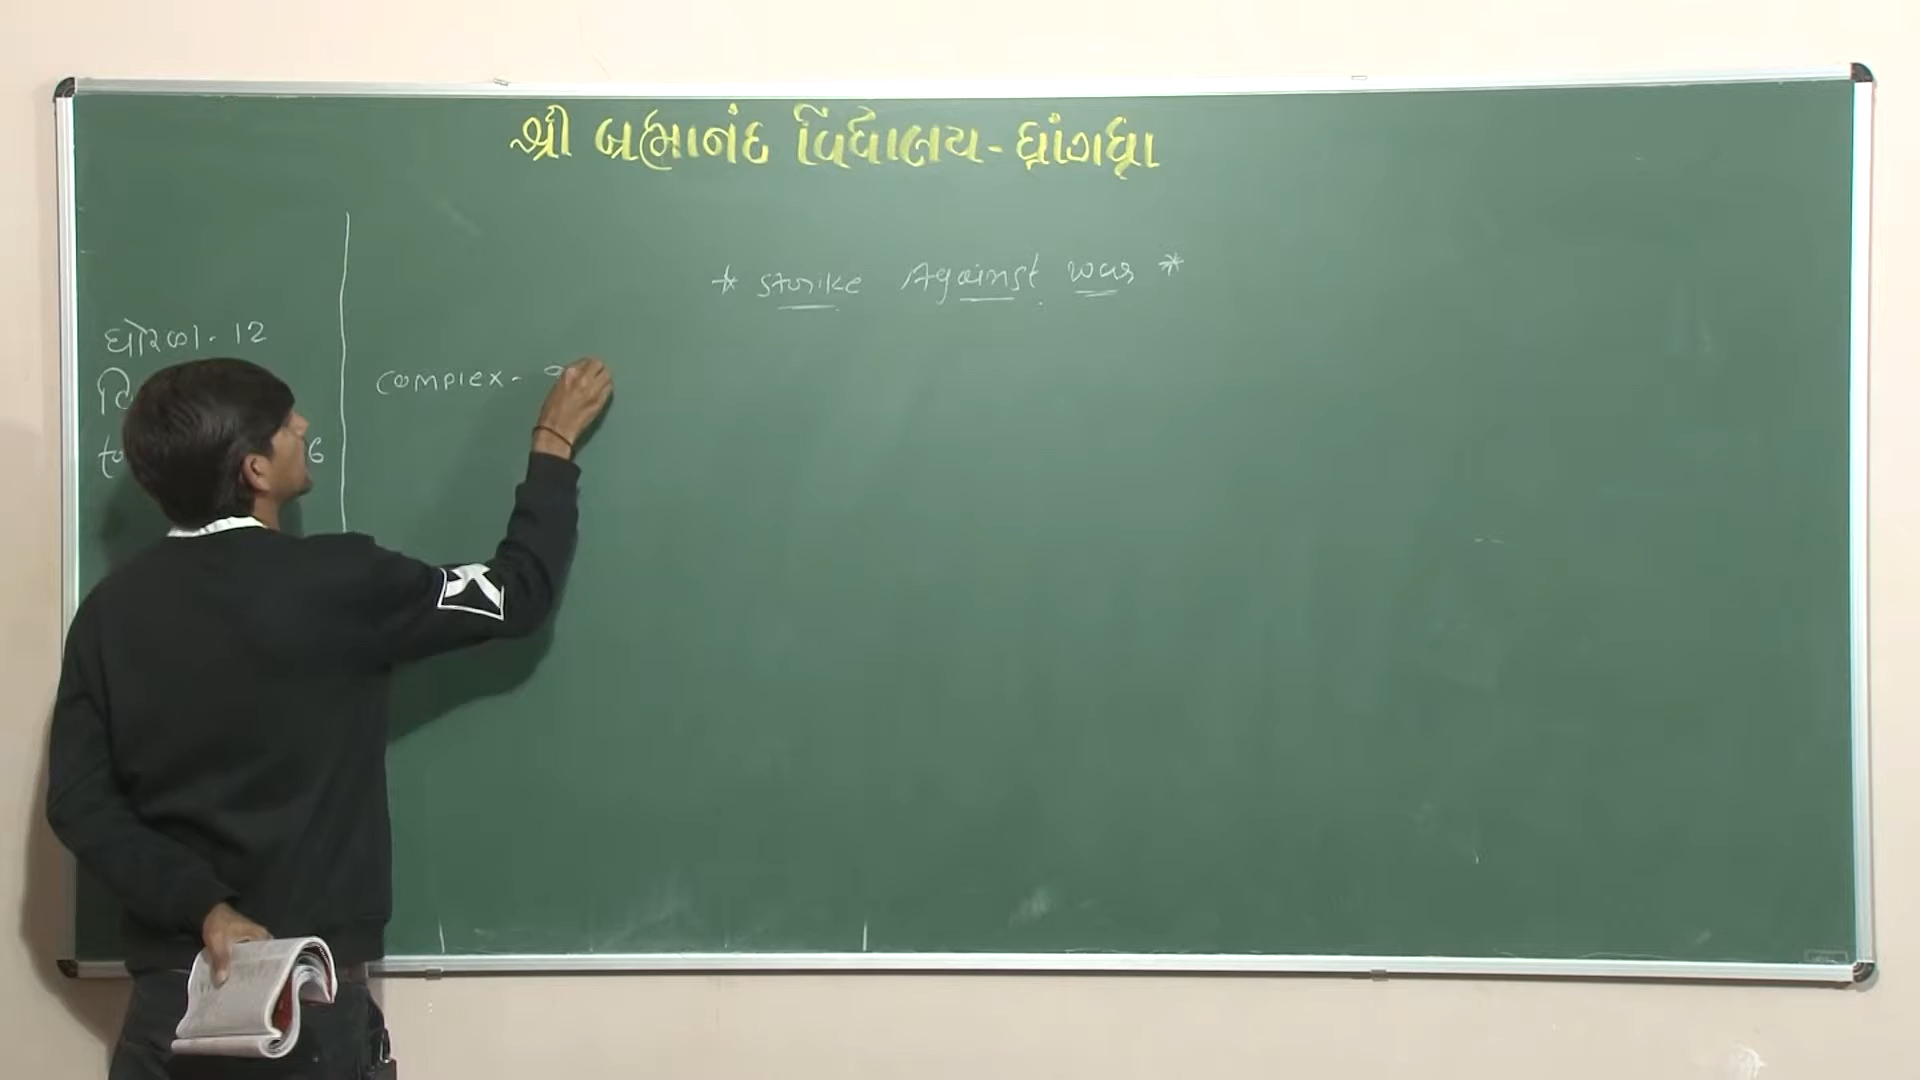 શ્રી બ્રહ્માનંદ વિદ્યાલય - ધ્રાંગધ્રા
* Strike Against war *
ધોરણ - 12
complex -